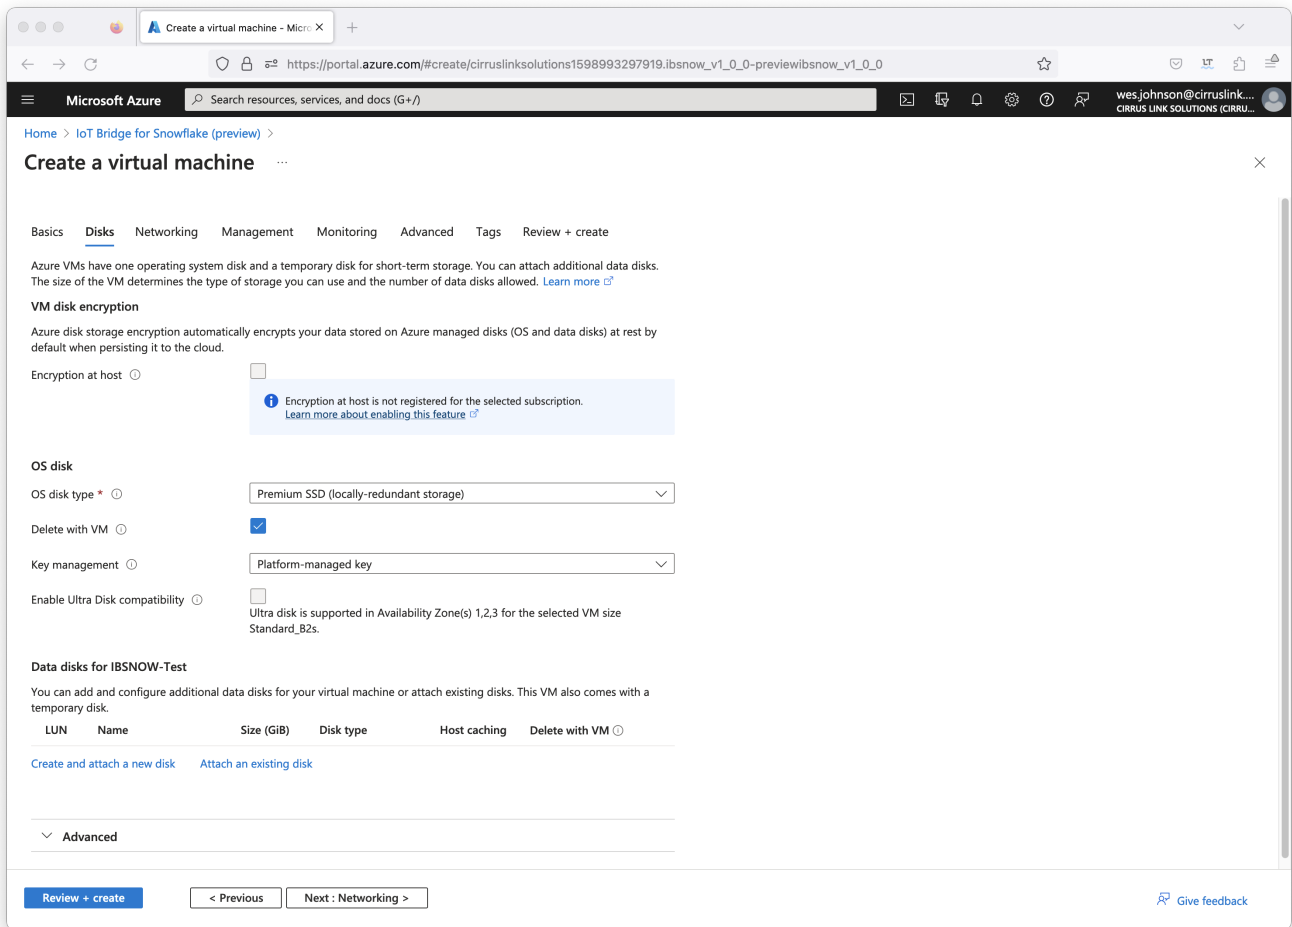 Create a virtual machine - Micro
https://portal.azure.com/#create/cirruslinksolutions1598993297919.ibsnow_v1_0_0-previewibsnow_v1_0_0
Microsoft Azure
Search resources, services, and docs (G+/)
wes.johnson@cirruslink....
CIRRUS LINK SOLUTIONS (CIRRU...
Home > IoT Bridge for Snowflake (preview) >
Create a virtual machine ...
Basics Disks Networking Management Monitoring Advanced Tags Review + create
Azure VMs have one operating system disk and a temporary disk for short-term storage. You can attach additional data disks.
The size of the VM determines the type of storage you can use and the number of data disks allowed. Learn more
VM disk encryption
Azure disk storage encryption automatically encrypts your data stored on Azure managed disks (OS and data disks) at rest by
default when persisting it to the cloud.
Encryption at host
Encryption at host is not registered for the selected subscription.
Learn more about enabling this feature
OS disk
OS disk type * Premium SSD (locally-redundant storage)
Delete with VM
Key management Platform-managed key
Enable Ultra Disk compatibility
Ultra disk is supported in Availability Zone(s) 1,2,3 for the selected VM size
Standard_B2s.
Data disks for IBSNOW-Test
You can add and configure additional data disks for your virtual machine or attach existing disks. This VM also comes with a
temporary disk.
LUN Name Size (GiB) Disk type Host caching Delete with VM
Create and attach a new disk Attach an existing disk
Advanced
Review + create < Previous Next : Networking > Give feedback